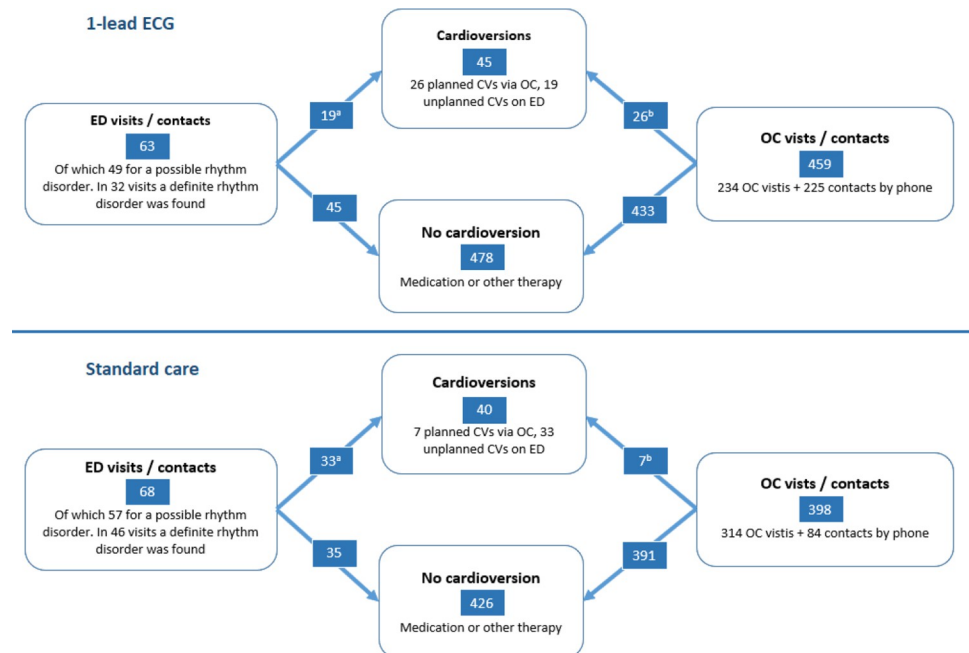 1-lead ECG
Cardioversions
45
26 planned CVs via OC, 19
unplanned CVs on ED
19ᵃ
26ᵇ
ED visits / contacts
63
Of which 49 for a possible rhythm
disorder. In 32 visits a definite rhythm
disorder was found
OC vists / contacts
459
234 OC vistis + 225 contacts by phone
45
433
No cardioversion
478
Medication or other therapy
Standard care
Cardioversions
40
7 planned CVs via OC, 33
unplanned CVs on ED
33ᵃ
7ᵇ
ED visits / contacts
68
Of which 57 for a possible rhythm
disorder. In 46 visits a definite rhythm
disorder was found
OC vists / contacts
398
314 OC vistis + 84 contacts by phone
35
391
No cardioversion
426
Medication or other therapy